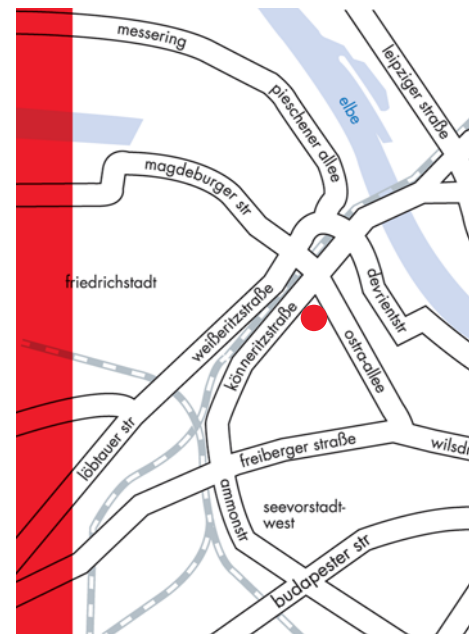 messering
leipziger straße
pieschener allee
elbe
magdeburger str
friedrichstadt
devrientstr
weißeritzstraße
könneritzstraße
ostra-allee
löbtauer str
freiberger straße
wilsdr
ammonstr
seevorstadt-
west
budapester str